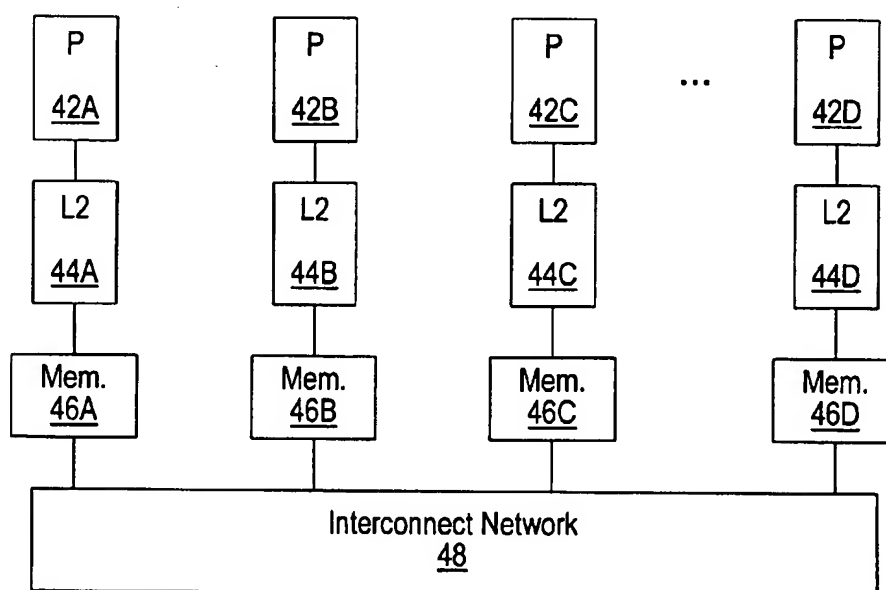 P
P
P
P
...
42A
42B
42C
42D
L2
L2
L2
L2
44A
44B
44C
44D
Mem.
Mem.
Mem.
Mem.
46A
46B
46C
46D
Interconnect Network
48